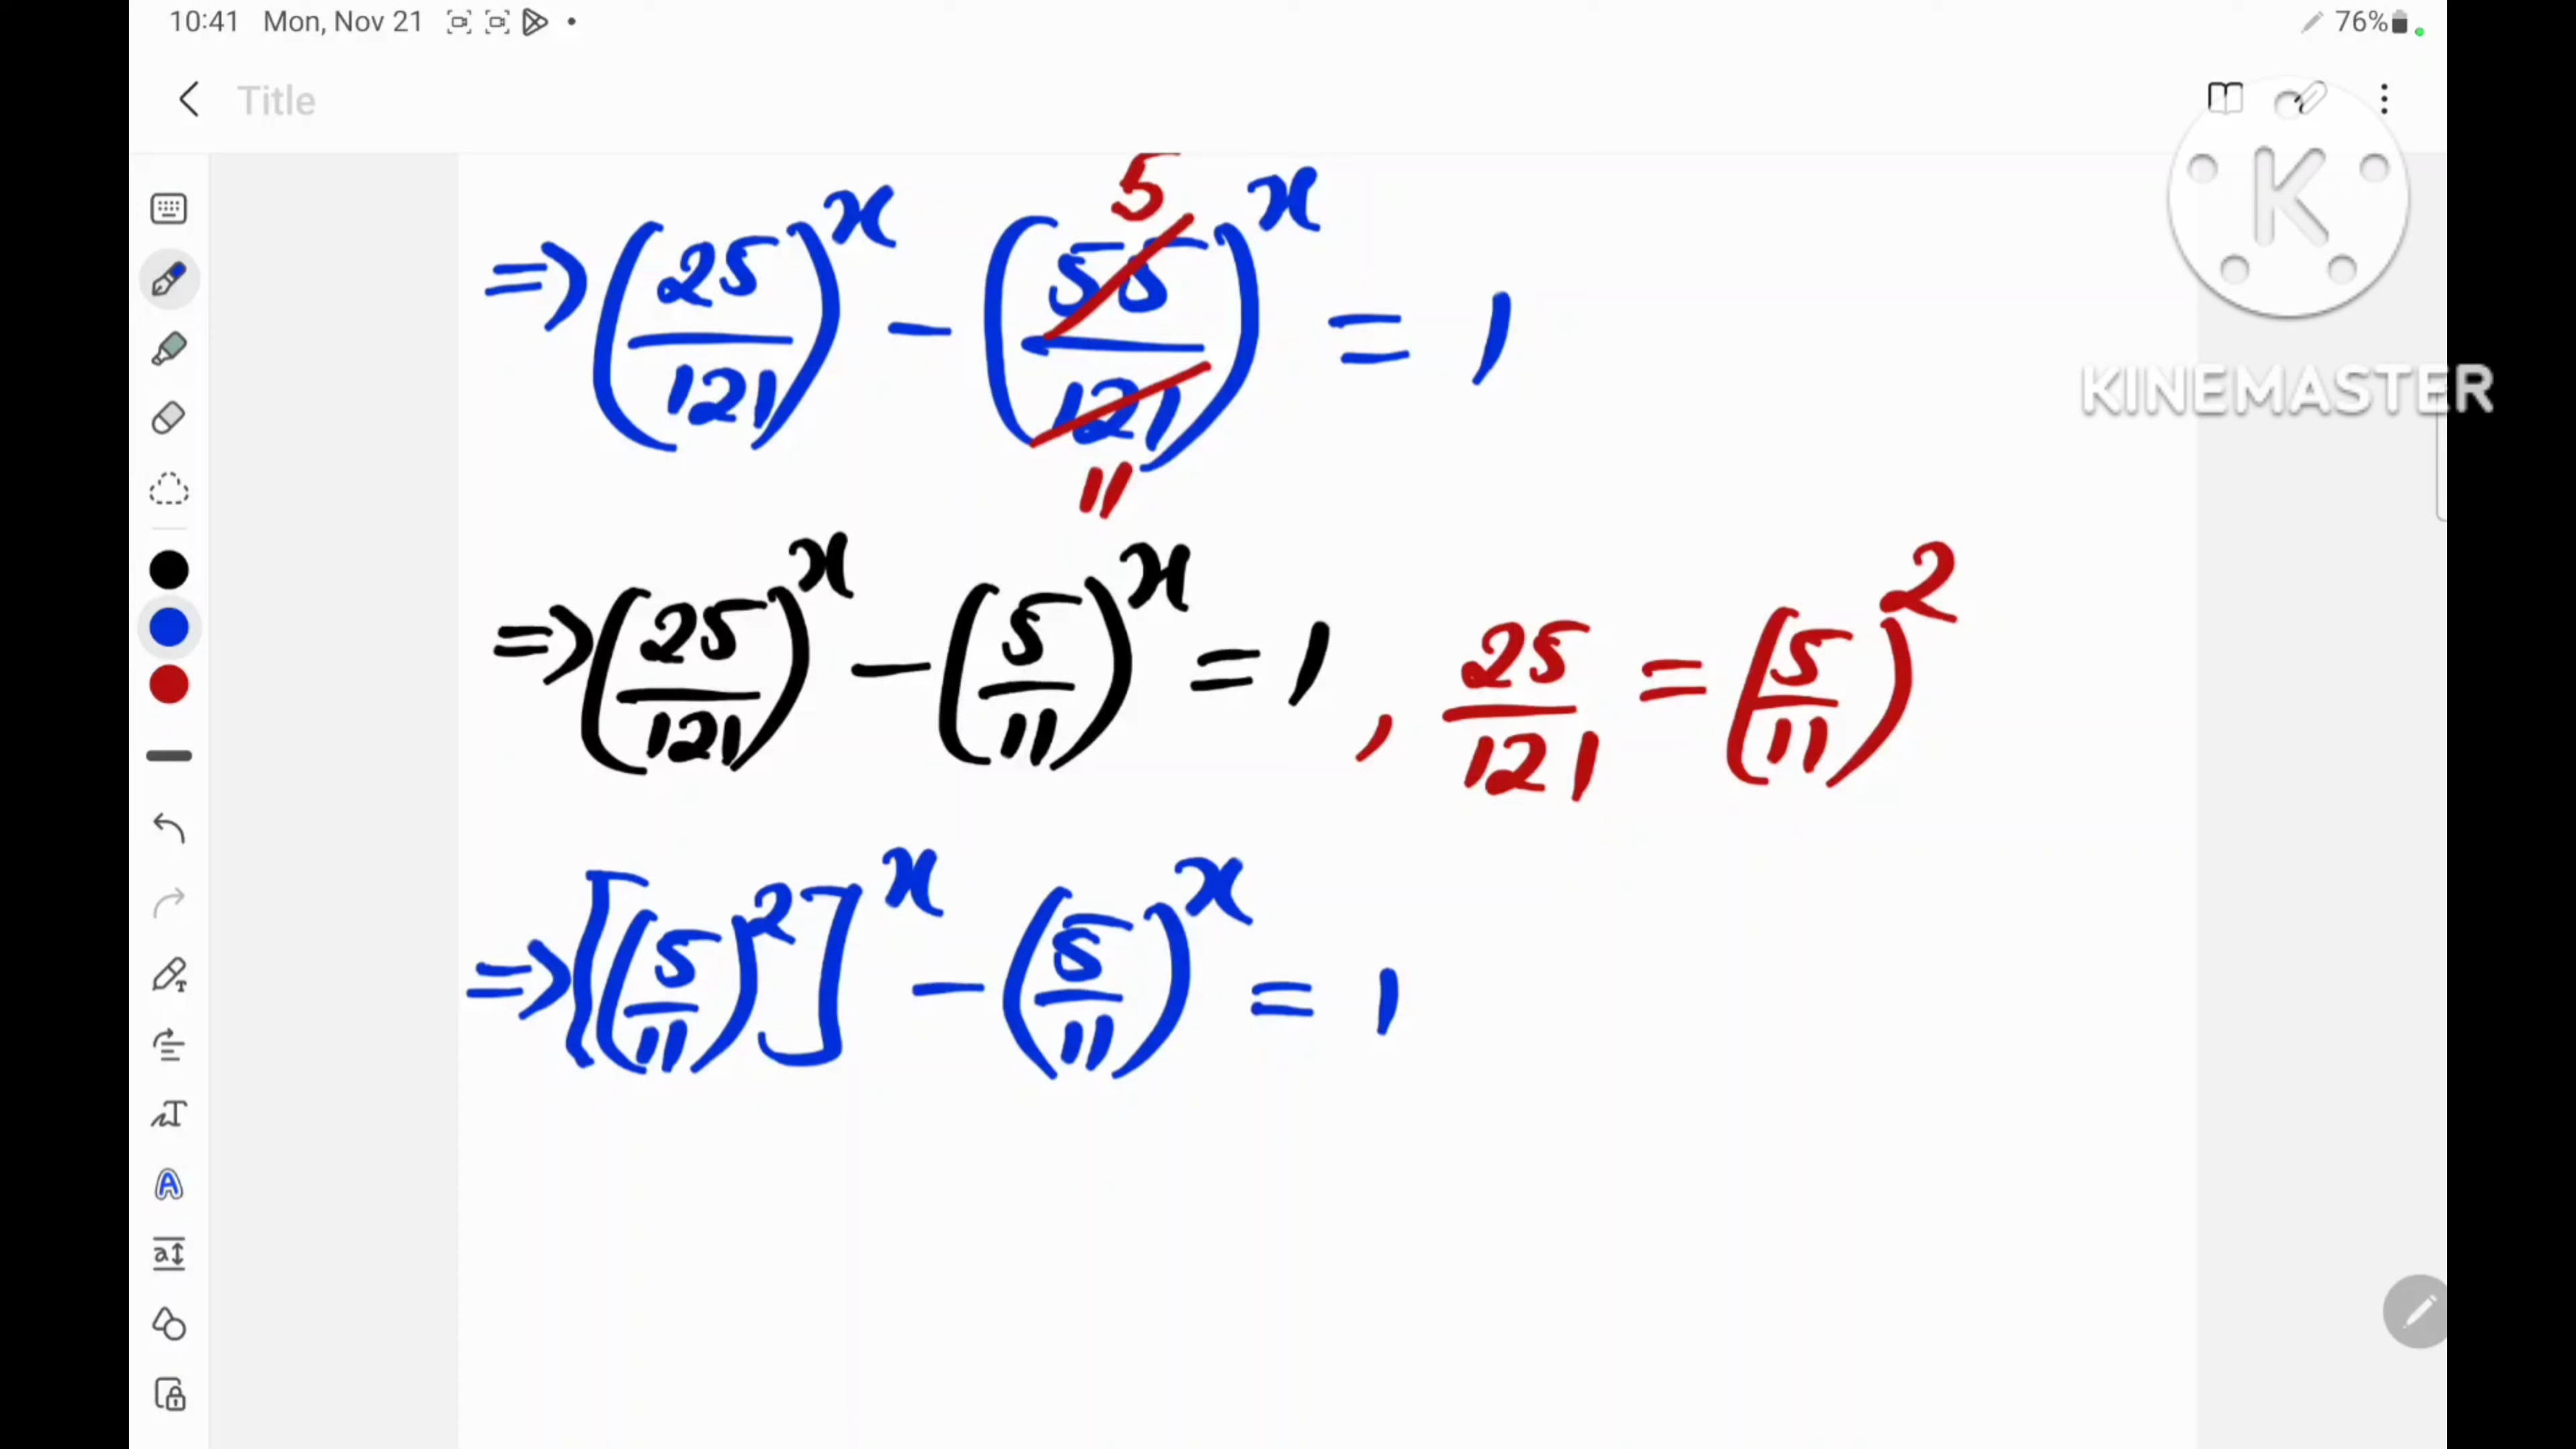 10:41 Mon, Nov 21 76%
Title
K
KINEMASTER
5
=> (25/121)^x - (55/121)^x = 1
11
=> (25/121)^x - (5/11)^x = 1 , 25/121 = (5/11)^2
=> [(5/11)^2]^x - (5/11)^x = 1